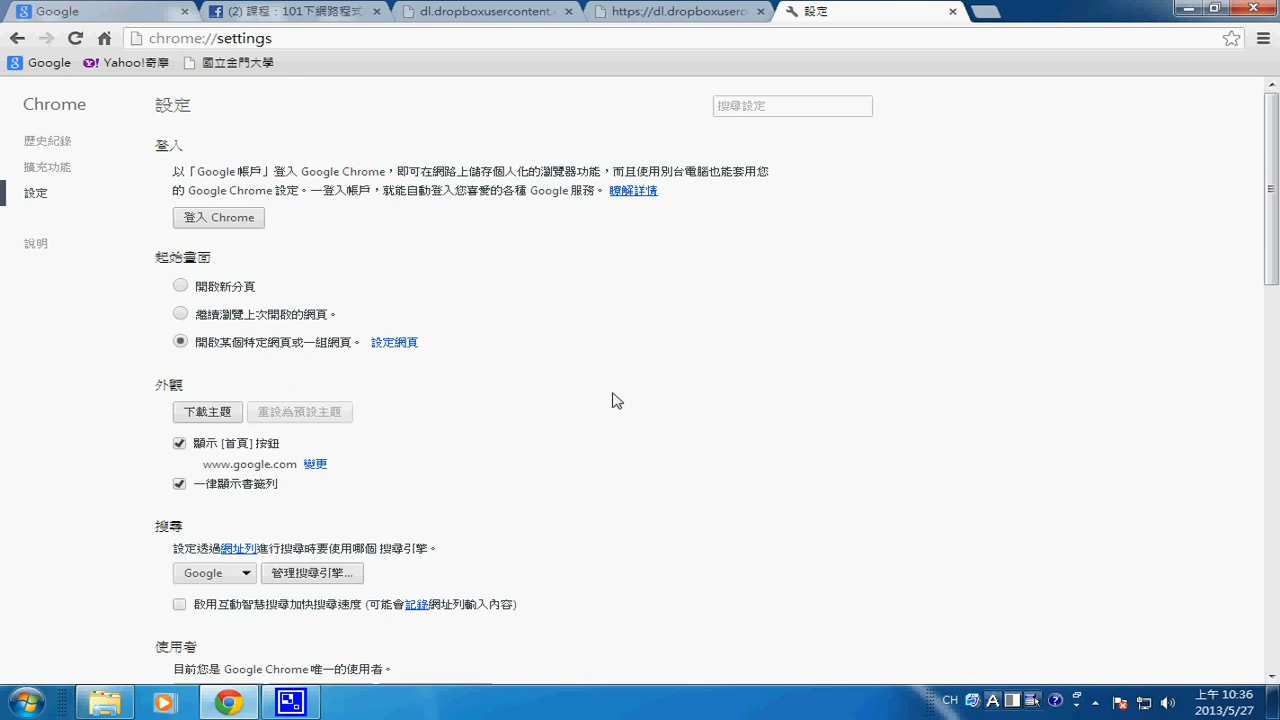 Google
(2) 課程：101下網路程式
dl.dropboxusercontent.
https://dl.dropboxuserco
設定
chrome://settings
Google
Yahoo!奇摩
國立金門大學
Chrome
設定
搜尋設定
歷史紀錄
擴充功能
設定
說明
登入
以「Google 帳戶」登入 Google Chrome，即可在網路上儲存個人化的瀏覽器功能，而且使用別台電腦也能套用您
的 Google Chrome 設定。一登入帳戶，就能自動登入您喜愛的各種 Google 服務。 瞭解詳情
登入 Chrome
起始畫面
開啟新分頁
繼續瀏覽上次開啟的網頁。
開啟某個特定網頁或一組網頁。 設定網頁
外觀
下載主題 重設為預設主題
顯示 [首頁] 按鈕
www.google.com 變更
一律顯示書籤列
搜尋
設定透過網址列進行搜尋時要使用哪個 搜尋引擎。
Google 管理搜尋引擎...
啟用互動智慧搜尋加快搜尋速度 (可能會記錄網址列輸入內容)
使用者
目前您是 Google Chrome 唯一的使用者。
CH
A
上午 10:36
2013/5/27